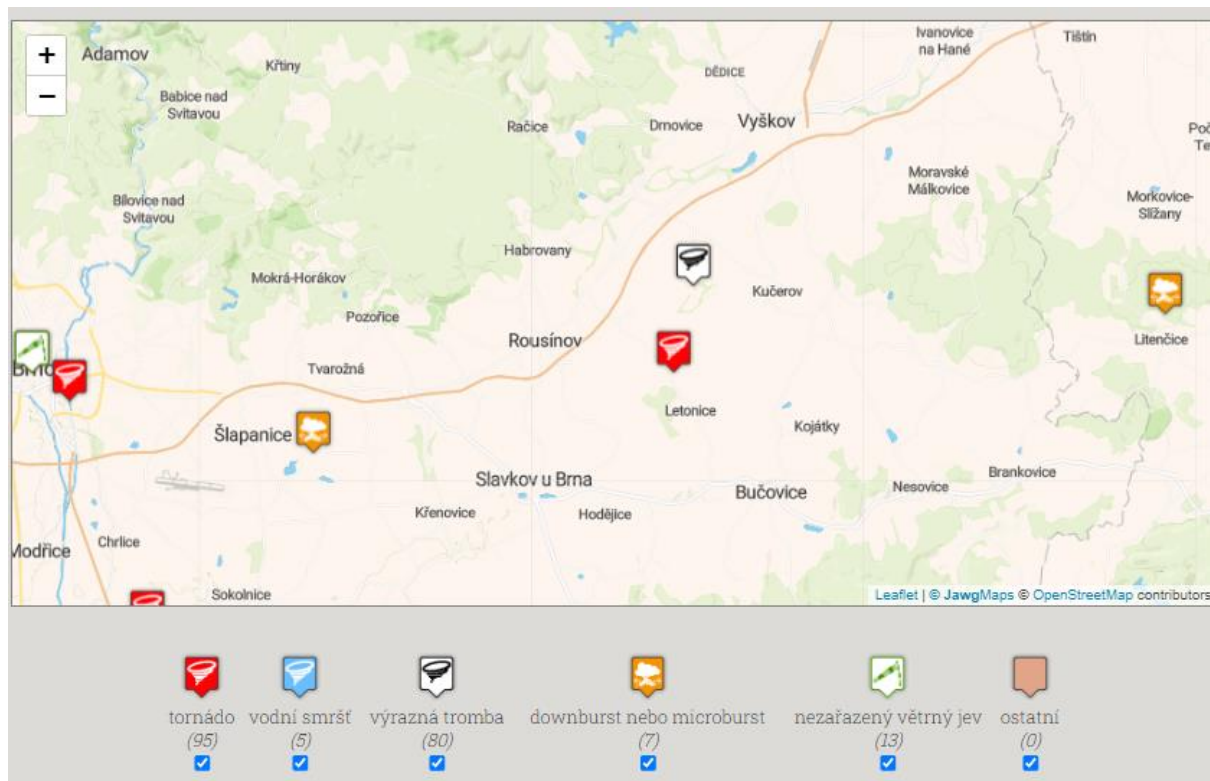 +
−
Adamov
Křtiny
Ivanovice
na Hané
Tištín
DĚDICE
Babice nad
Svitavou
Račice
Drnovice
Vyškov
Moravské
Málkovice
Morkovice-
Slížany
Bílovice nad
Svitavou
Habrovany
Mokrá-Horákov
Kučerov
Pozořice
Rousínov
Litenčice
Tvarožná
Letonice
Šlapanice
Kojátky
Slavkov u Brna
Bučovice
Nesovice
Brankovice
Křenovice
Hodějice
Chrlice
Modřice
Sokolnice
Leaflet | © JawgMaps © OpenStreetMap contributors
tornádo
(95)
vodní smršť
(5)
výrazná tromba
(80)
downburst nebo microburst
(7)
nezařazený větrný jev
(13)
ostatní
(0)